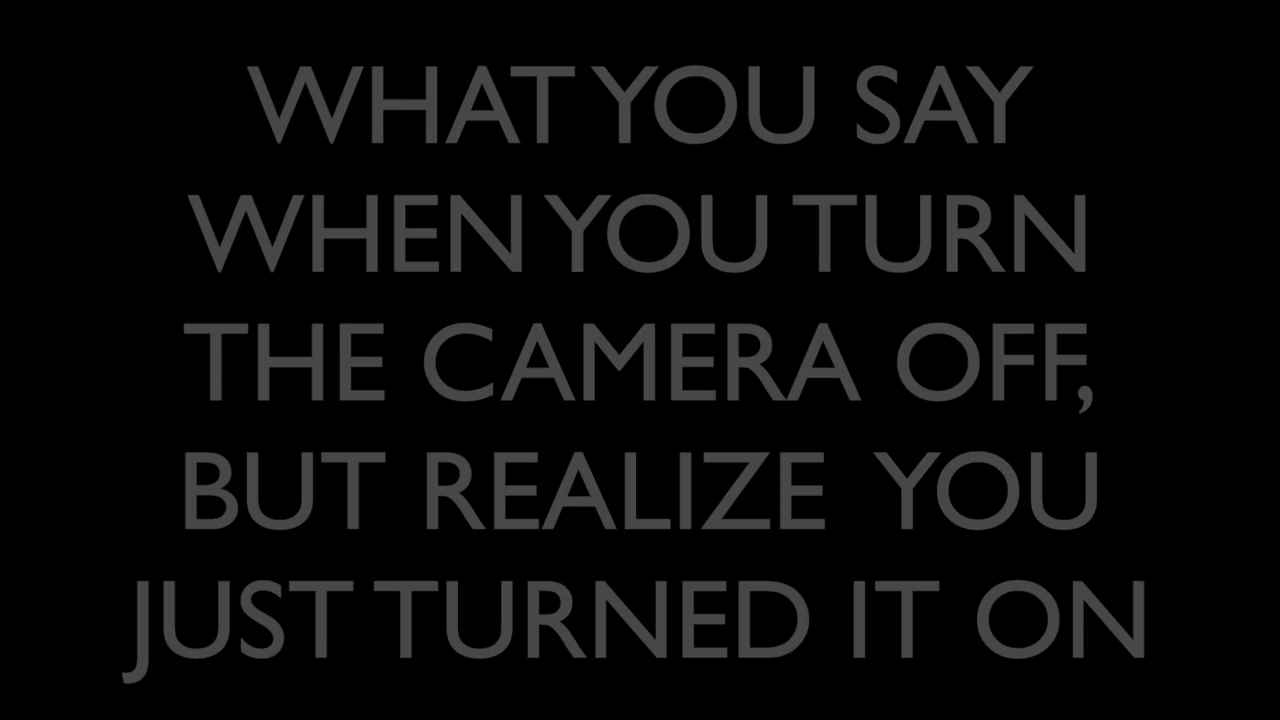 WHAT YOU SAY
WHEN YOU TURN
THE CAMERA OFF,
BUT REALIZE YOU
JUST TURNED IT ON